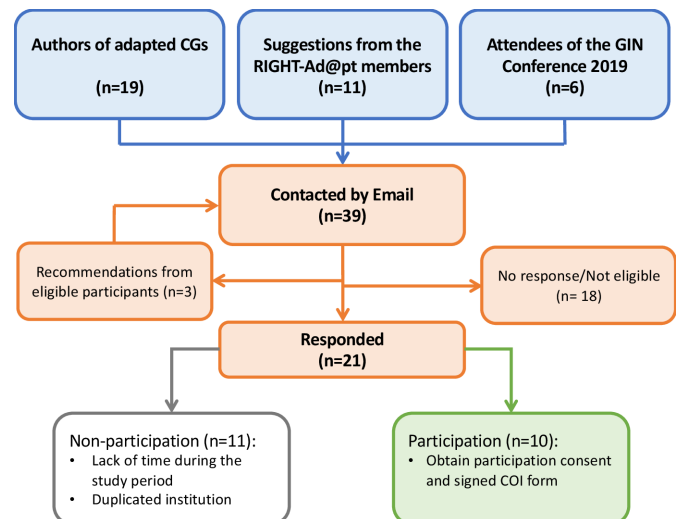 Authors of adapted CGs
(n=19)
Suggestions from the
RIGHT-Ad@pt members
(n=11)
Attendees of the GIN
Conference 2019
(n=6)
Contacted by Email
(n=39)
Recommendations from
eligible participants (n=3)
No response/Not eligible
(n= 18)
Responded
(n=21)
Non-participation (n=11):
• Lack of time during the
study period
• Duplicated institution
Participation (n=10):
• Obtain participation consent
and signed COI form